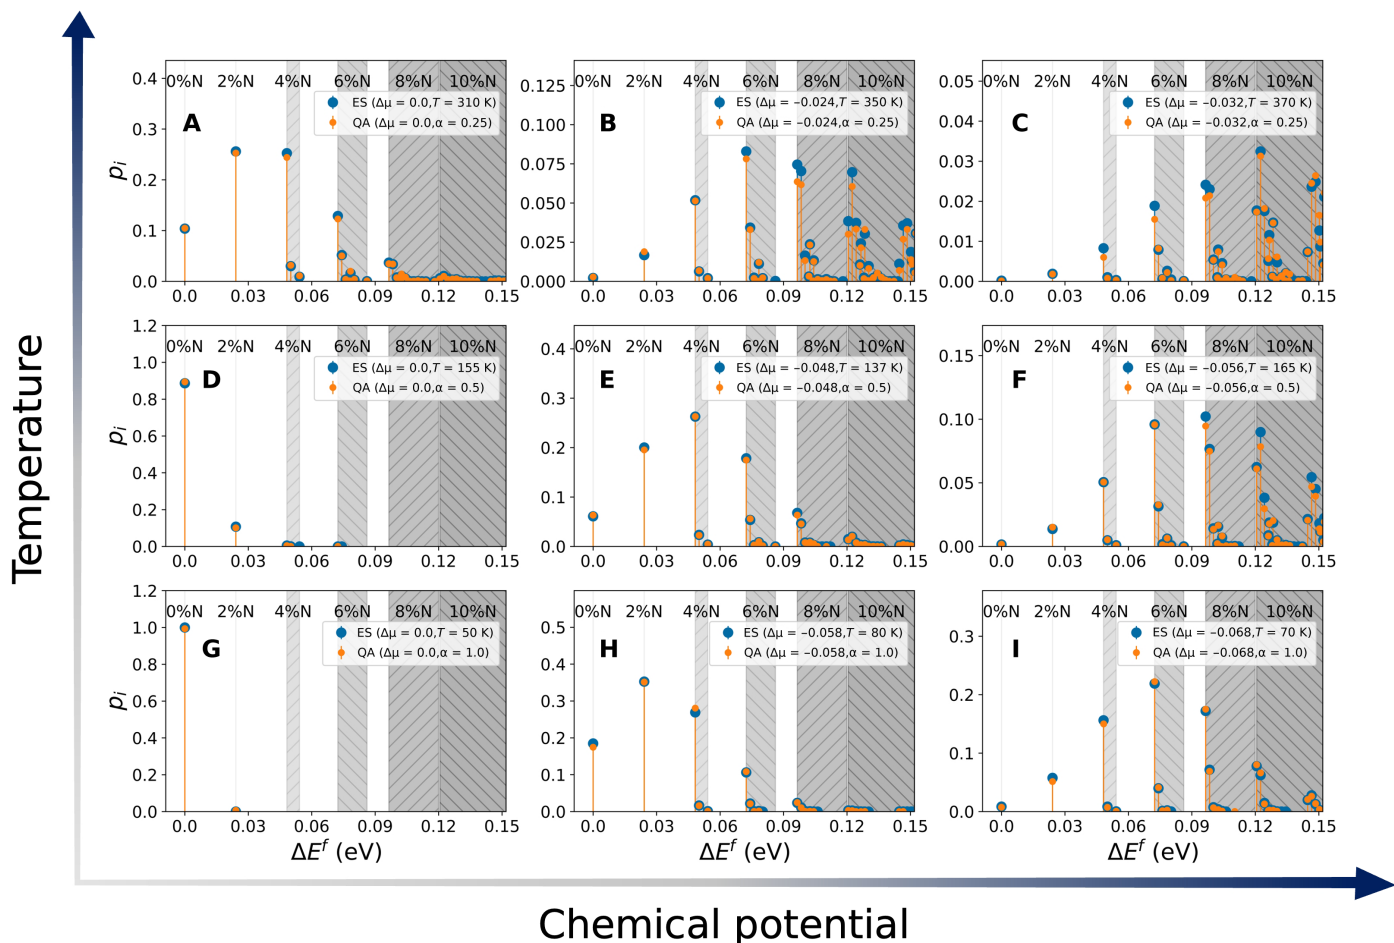 Temperature
0%N 2%N 4%N 6%N 8%N 10%N
A
ES (Δμ = 0.0,T = 310 K)
QA (Δμ = 0.0,α = 0.25)
p_i
0.4
0.3
0.2
0.1
0.0
0.0 0.03 0.06 0.09 0.12 0.15
0%N 2%N 4%N 6%N 8%N 10%N
B
ES (Δμ = −0.024,T = 350 K)
QA (Δμ = −0.024,α = 0.25)
0.125
0.100
0.075
0.050
0.025
0.000
0.0 0.03 0.06 0.09 0.12 0.15
0%N 2%N 4%N 6%N 8%N 10%N
C
ES (Δμ = −0.032,T = 370 K)
QA (Δμ = −0.032,α = 0.25)
0.05
0.04
0.03
0.02
0.01
0.00
0.0 0.03 0.06 0.09 0.12 0.15
0%N 2%N 4%N 6%N 8%N 10%N
D
ES (Δμ = 0.0,T = 155 K)
QA (Δμ = 0.0,α = 0.5)
p_i
1.2
1.0
0.8
0.6
0.4
0.2
0.0
0.0 0.03 0.06 0.09 0.12 0.15
0%N 2%N 4%N 6%N 8%N 10%N
E
ES (Δμ = −0.048,T = 137 K)
QA (Δμ = −0.048,α = 0.5)
0.4
0.3
0.2
0.1
0.0
0.0 0.03 0.06 0.09 0.12 0.15
0%N 2%N 4%N 6%N 8%N 10%N
F
ES (Δμ = −0.056,T = 165 K)
QA (Δμ = −0.056,α = 0.5)
0.15
0.10
0.05
0.00
0.0 0.03 0.06 0.09 0.12 0.15
0%N 2%N 4%N 6%N 8%N 10%N
G
ES (Δμ = 0.0,T = 50 K)
QA (Δμ = 0.0,α = 1.0)
p_i
1.2
1.0
0.8
0.6
0.4
0.2
0.0
0.0 0.03 0.06 0.09 0.12 0.15
ΔE^f (eV)
0%N 2%N 4%N 6%N 8%N 10%N
H
ES (Δμ = −0.058,T = 80 K)
QA (Δμ = −0.058,α = 1.0)
0.5
0.4
0.3
0.2
0.1
0.0
0.0 0.03 0.06 0.09 0.12 0.15
ΔE^f (eV)
0%N 2%N 4%N 6%N 8%N 10%N
I
ES (Δμ = −0.068,T = 70 K)
QA (Δμ = −0.068,α = 1.0)
0.3
0.2
0.1
0.0
0.0 0.03 0.06 0.09 0.12 0.15
ΔE^f (eV)
Chemical potential